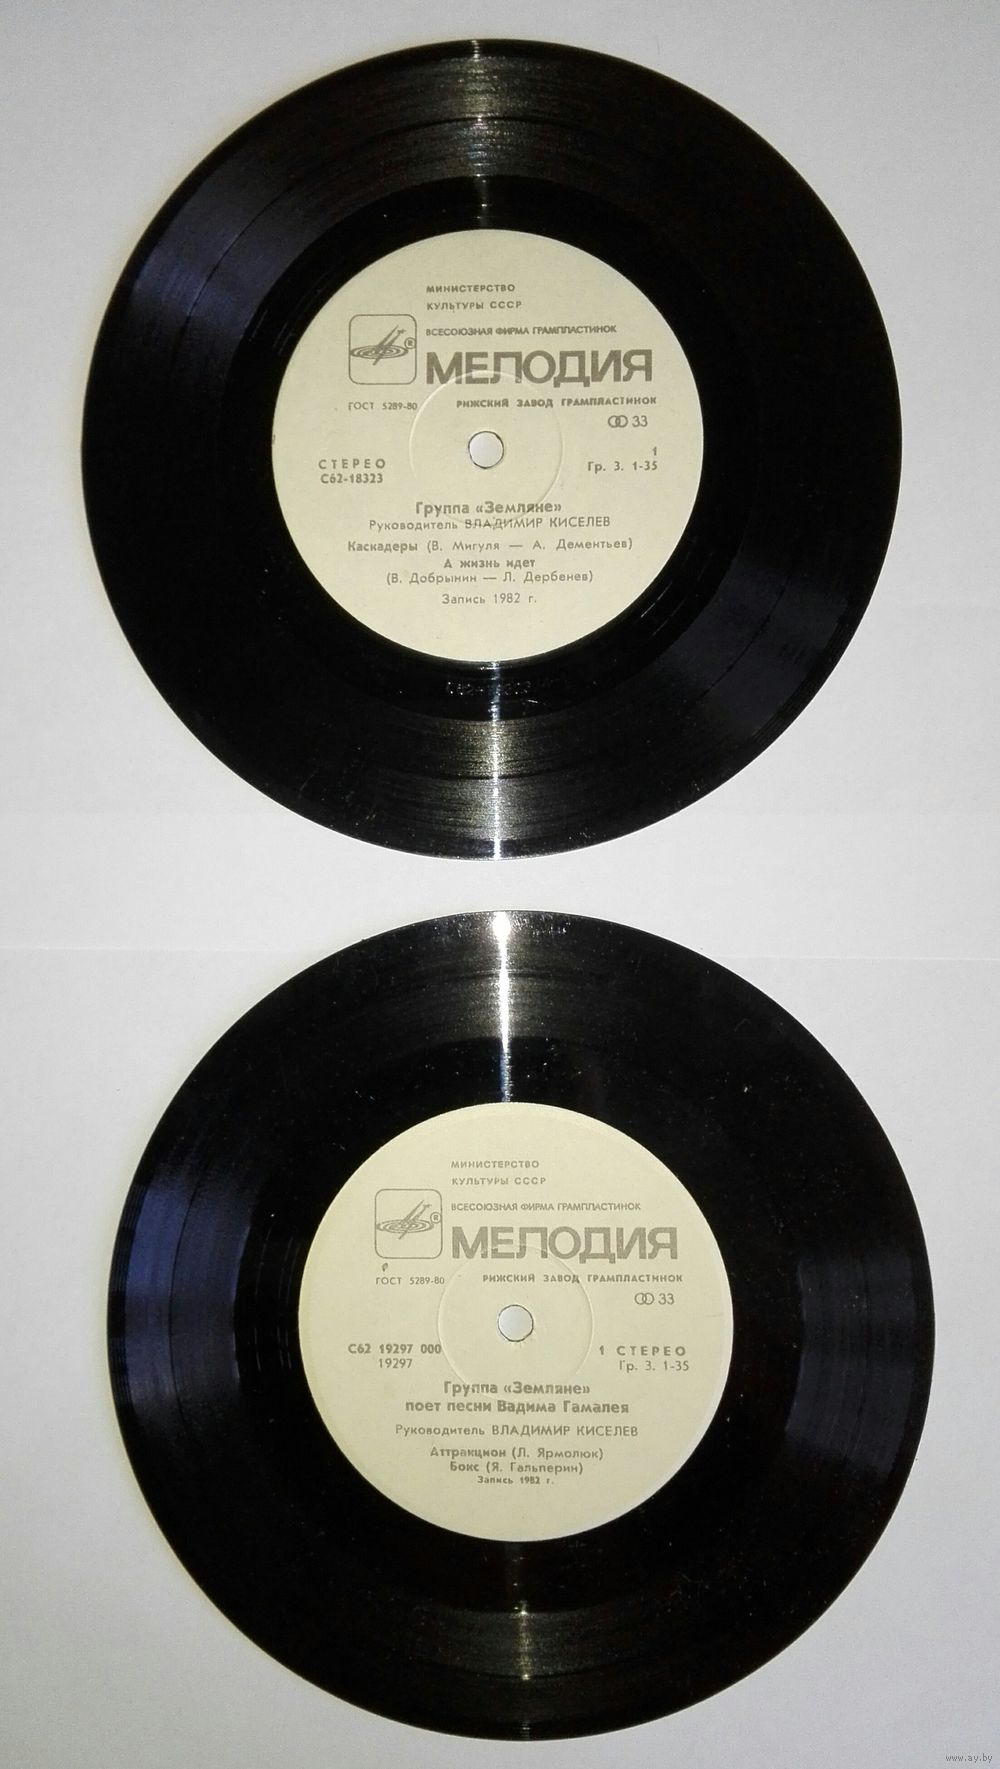 МИНИСТЕРСТВО
КУЛЬТУРЫ СССР
ВСЕСОЮЗНАЯ ФИРМА ГРАМПЛАСТИНОК
®
МЕЛОДИЯ
ГОСТ 5289-80 РИЖСКИЙ ЗАВОД ГРАМПЛАСТИНОК
33
СТЕРЕО 1
С62-18323 Гр. 3. 1-35
Группа «Земляне»
Руководитель ВЛАДИМИР КИСЕЛЕВ
Каскадеры (В. Мигуля — А. Дементьев)
А жизнь идет
(В. Добрынин — Л. Дербенев)
Запись 1982 г.
МИНИСТЕРСТВО
КУЛЬТУРЫ СССР
ВСЕСОЮЗНАЯ ФИРМА ГРАМПЛАСТИНОК
®
МЕЛОДИЯ
ГОСТ 5289-80 РИЖСКИЙ ЗАВОД ГРАМПЛАСТИНОК
33
С62 19297 000 1 СТЕРЕО
19297 Гр. 3. 1-35
Группа «Земляне»
поет песни Вадима Гамалея
Руководитель ВЛАДИМИР КИСЕЛЕВ
Аттракцион (Л. Ярмолюк)
Бокс (Я. Гальперин)
Запись 1982 г.
www.ay.by